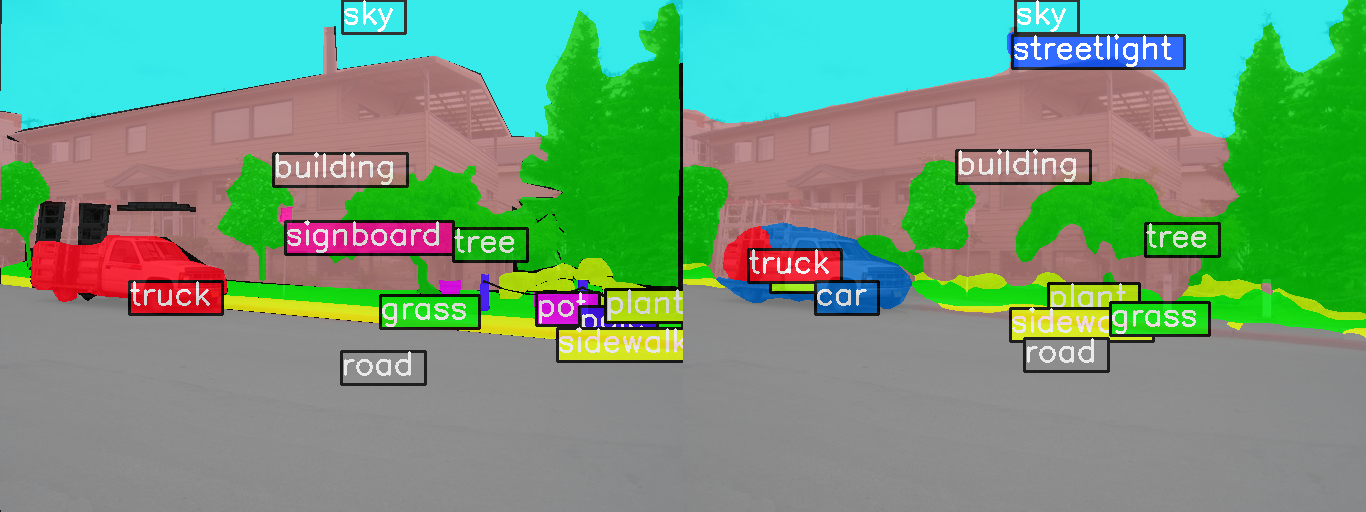 sky
building
signboard
tree
truck
grass
pot
plant
sidewalk
road
sky
streetlight
building
tree
truck
car
plant
grass
road